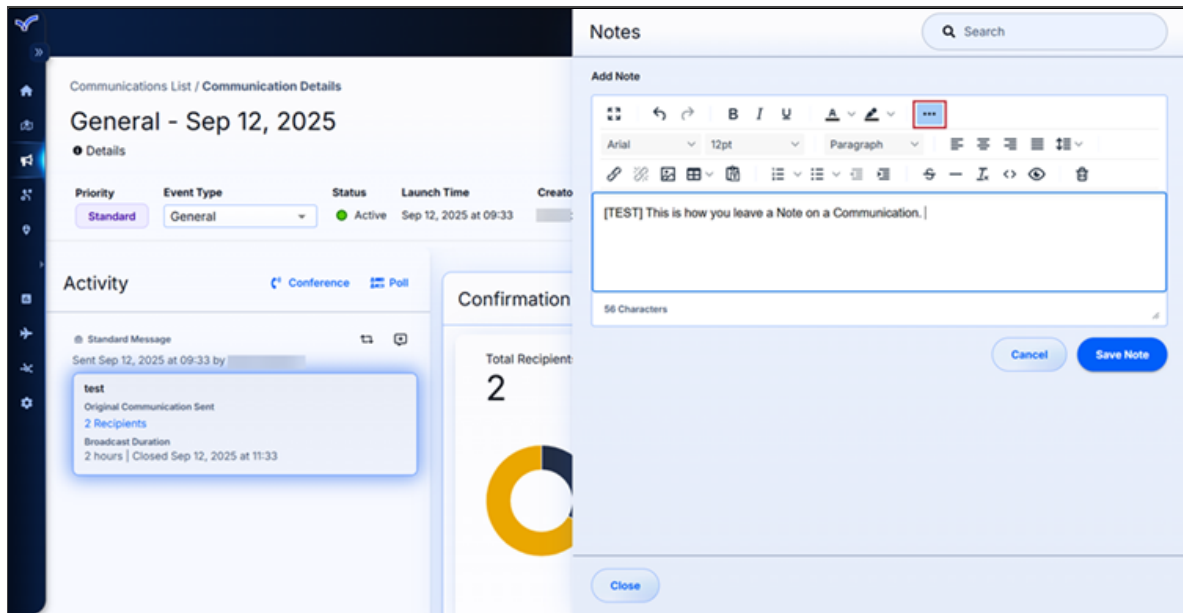 Notes
Search
Communications List / Communication Details
General - Sep 12, 2025
Details
Priority
Event Type
Status
Launch Time
Creato
Standard
General
Active
Sep 12, 2025 at 09:33
Activity
Conference
Poll
Standard Message
Sent Sep 12, 2025 at 09:33 by
test
Original Communication Sent
2 Recipients
Broadcast Duration
2 hours | Closed Sep 12, 2025 at 11:33
Confirmation
Total Recipient
2
Add Note
B I U A
Arial
12pt
Paragraph
[TEST] This is how you leave a Note on a Communication.
56 Characters
Cancel
Save Note
Close